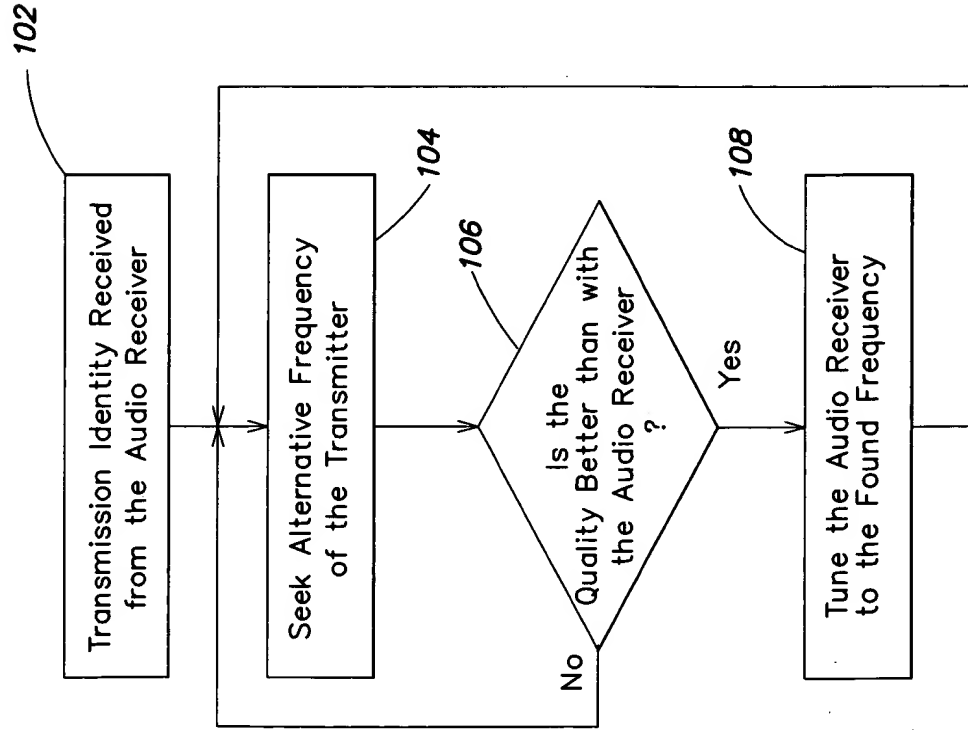 102
Transmission Identity Received
from the Audio Receiver
104
Seek Alternative Frequency
of the Transmitter
106
Is the
Quality Better than with
the Audio Receiver
?
No
Yes
108
Tune the Audio Receiver
to the Found Frequency